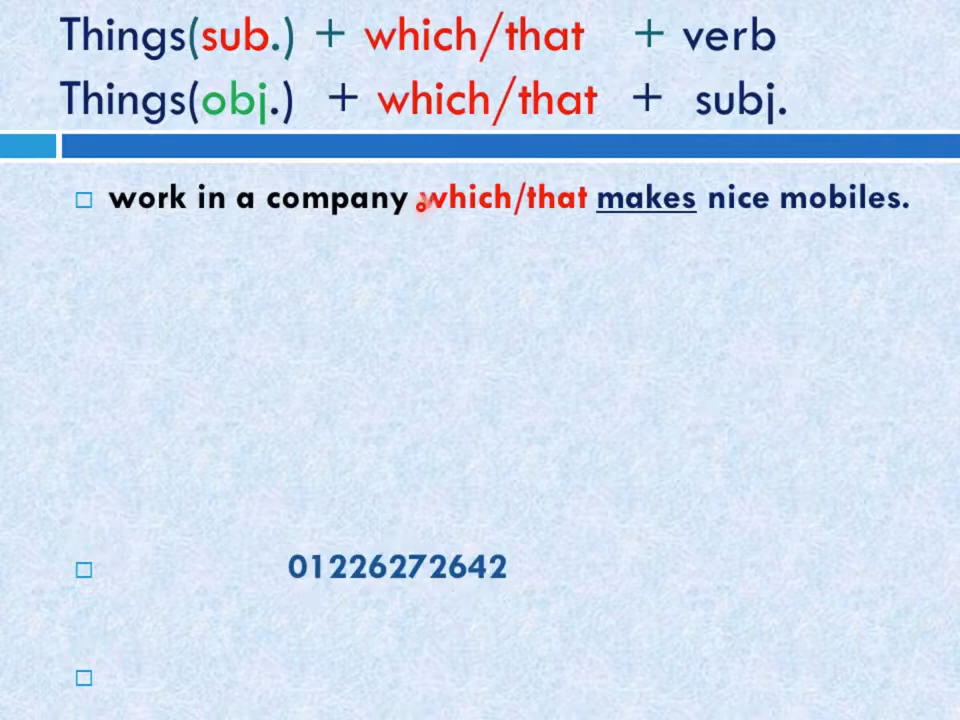 Things(sub.) + which/that + verb
Things(obj.) + which/that + subj.
work in a company which/that makes nice mobiles.
01226272642